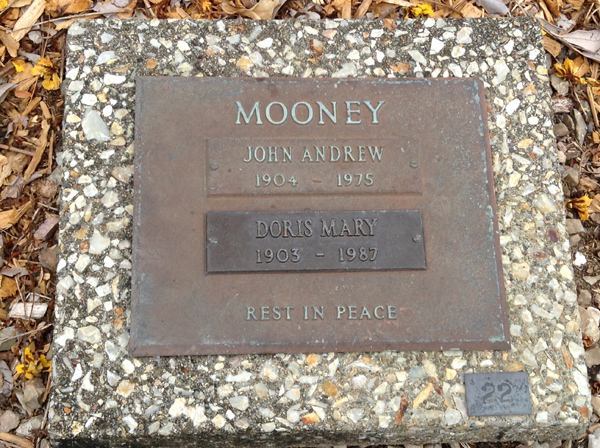 MOONEY
JOHN ANDREW
1904 - 1975
DORIS MARY
1903 - 1987
REST IN PEACE
22